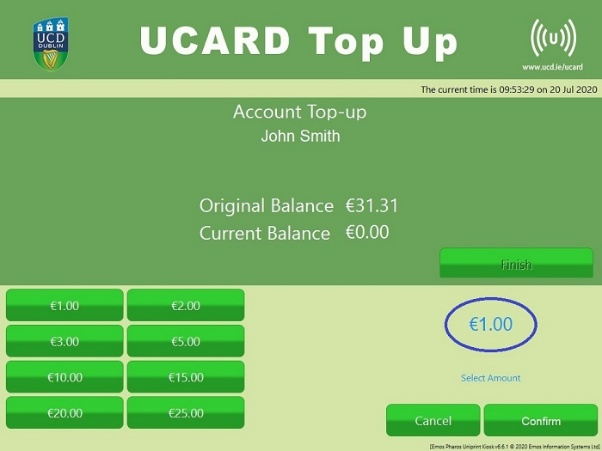 UCD
DUBLIN
UCARD Top Up
(((u)))
www.ucd.ie/ucard
The current time is 09:53:29 on 20 Jul 2020
Account Top-up
John Smith
Original Balance €31.31
Current Balance €0.00
Finish
€1.00 €2.00
€3.00 €5.00
€10.00 €15.00
€20.00 €25.00
€1.00
Select Amount
Cancel Confirm
[Emos Pharos Uniprint Kiosk v6.6.1 © 2020 Emos Information Systems Ltd]